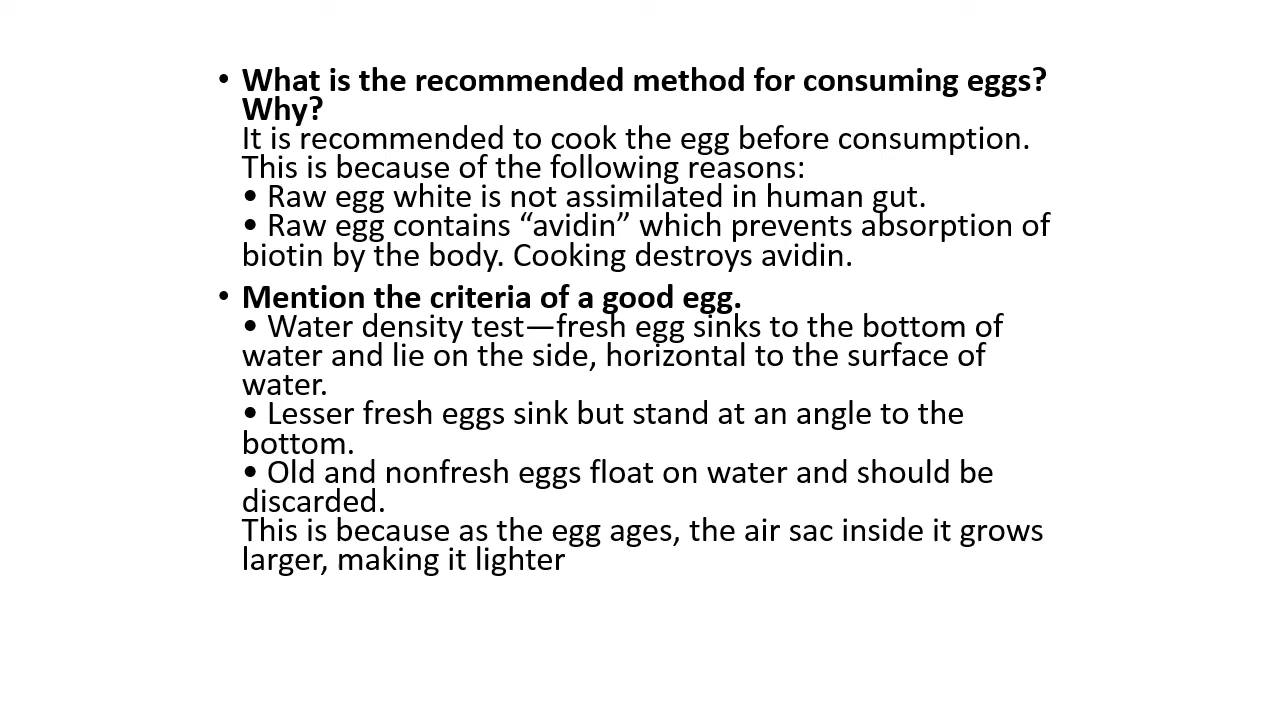 • What is the recommended method for consuming eggs?
Why?
It is recommended to cook the egg before consumption.
This is because of the following reasons:
• Raw egg white is not assimilated in human gut.
• Raw egg contains “avidin” which prevents absorption of
biotin by the body. Cooking destroys avidin.
• Mention the criteria of a good egg.
• Water density test—fresh egg sinks to the bottom of
water and lie on the side, horizontal to the surface of
water.
• Lesser fresh eggs sink but stand at an angle to the
bottom.
• Old and nonfresh eggs float on water and should be
discarded.
This is because as the egg ages, the air sac inside it grows
larger, making it lighter